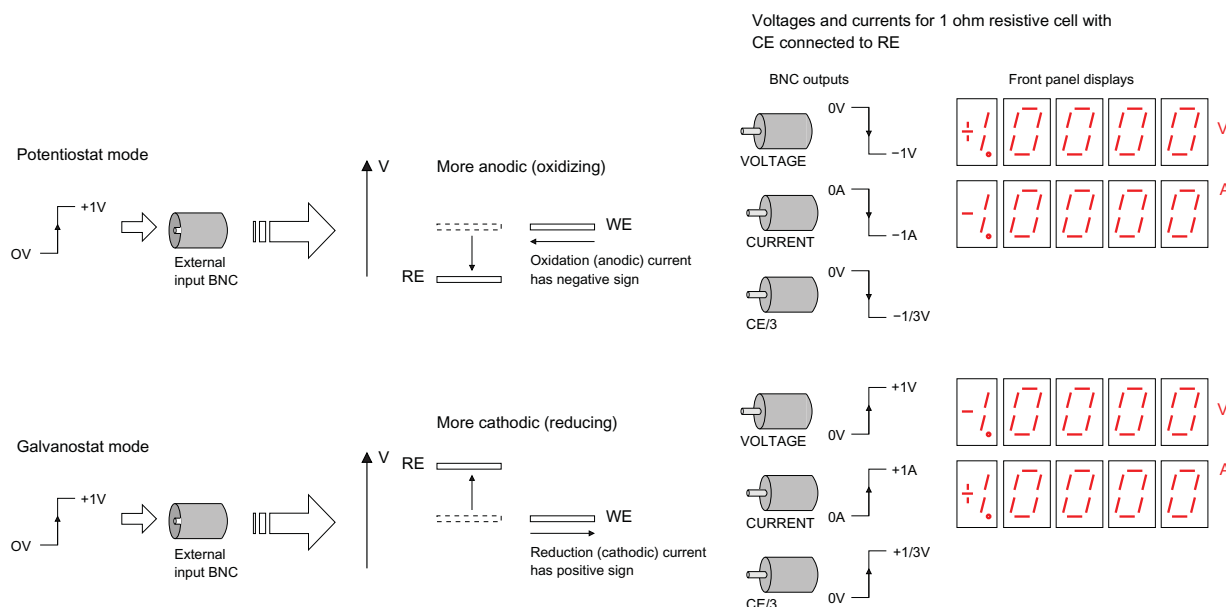 Voltages and currents for 1 ohm resistive cell with
CE connected to RE
BNC outputs
Front panel displays
Potentiostat mode
OV
+1V
External
input BNC
V
More anodic (oxidizing)
WE
RE
Oxidation (anodic) current
has negative sign
VOLTAGE
0V
−1V
+1.0000
V
CURRENT
0A
−1A
−1.0000
A
CE/3
0V
−1/3V
Galvanostat mode
OV
+1V
External
input BNC
V
More cathodic (reducing)
RE
WE
Reduction (cathodic) current
has positive sign
VOLTAGE
+1V
0V
−1.0000
V
CURRENT
+1A
0A
+1.0000
A
CE/3
+1/3V
0V